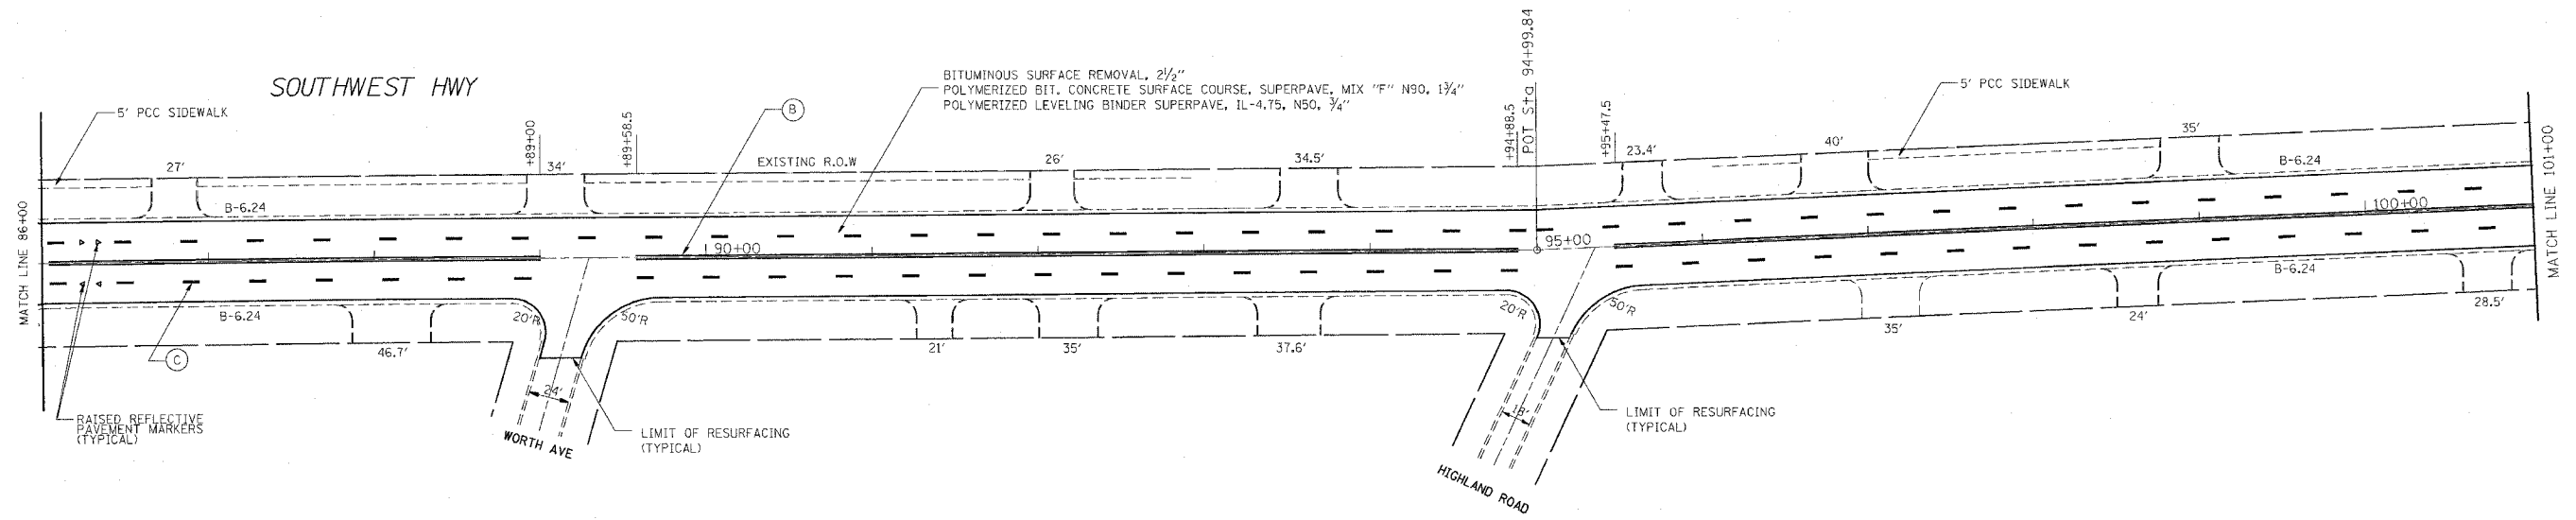 SOUTHWEST HWY
5' PCC SIDEWALK
BITUMINOUS SURFACE REMOVAL, 2½"
POLYMERIZED BIT. CONCRETE SURFACE COURSE, SUPERPAVE, MIX "F" N90, 1¾"
POLYMERIZED LEVELING BINDER SUPERPAVE, IL-4.75, N50, ¾"
B
POT Sta 94+99.84
5' PCC SIDEWALK
+89+00
+89+58.5
+94+88.5
+95+47.5
27'
34'
EXISTING R.O.W
26'
34.5'
23.4'
40'
35'
MATCH LINE 86+00
MATCH LINE 101+00
B-6.24
B-6.24
90+00
95+00
100+00
B-6.24
B-6.24
20'R
50'R
20'R
50'R
46.7'
21'
35'
37.6'
35'
24'
28.5'
C
24'
18'
RAISED REFLECTIVE
PAVEMENT MARKERS
(TYPICAL)
WORTH AVE
LIMIT OF RESURFACING
(TYPICAL)
HIGHLAND ROAD
LIMIT OF RESURFACING
(TYPICAL)